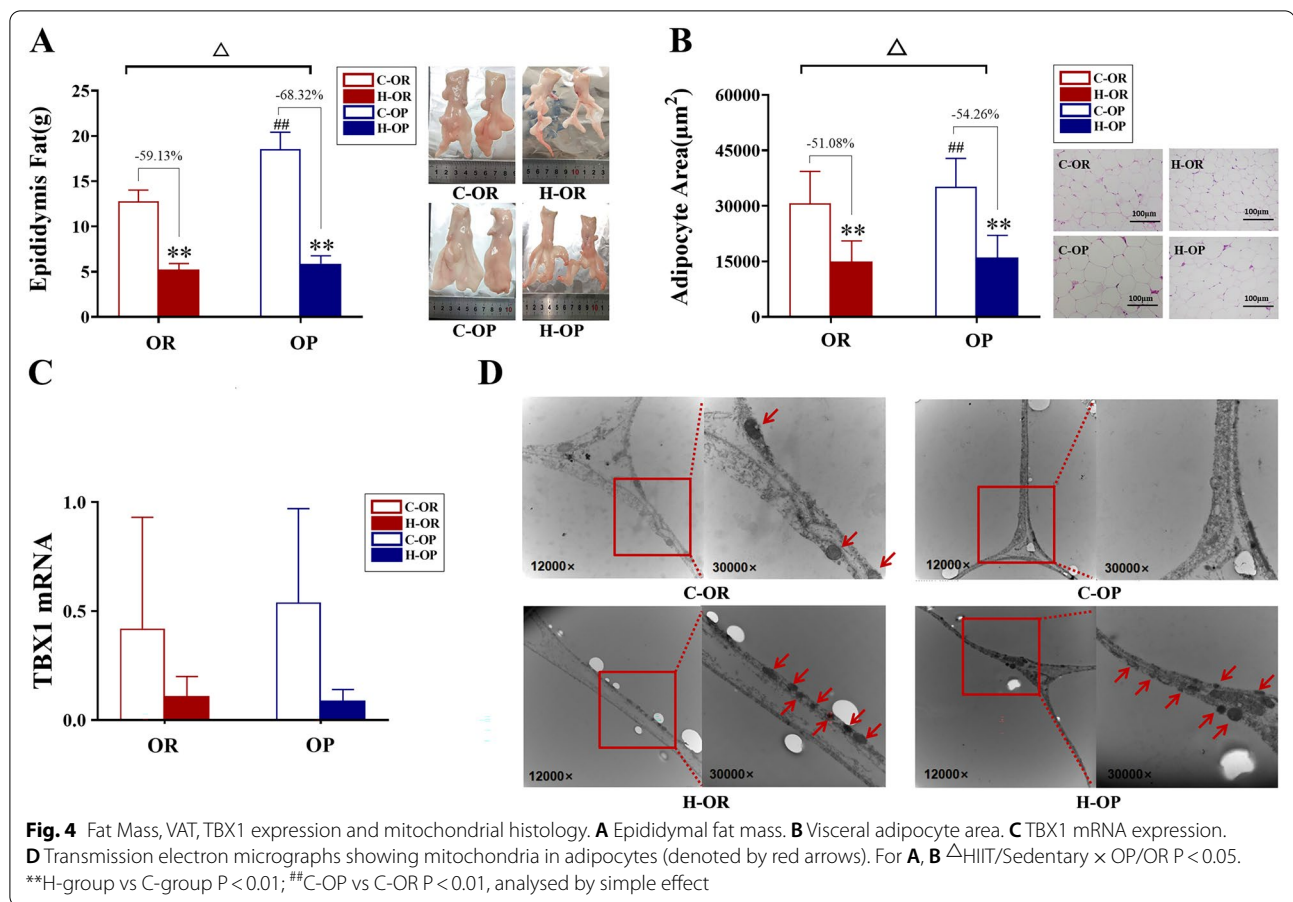 A
△
C-OR
H-OR
C-OP
H-OP
Epididymis Fat(g)
25
20
15
10
5
0
-59.13%
**
##
-68.32%
**
OR
OP
C-OR
H-OR
C-OP
H-OP
B
△
C-OR
H-OR
C-OP
H-OP
Adipocyte Area(μm²)
60000
45000
30000
15000
0
-51.08%
**
##
-54.26%
**
OR
OP
C-OR
100μm
H-OR
100μm
C-OP
100μm
H-OP
100μm
C
TBX1 mRNA
1.0
0.5
0.0
C-OR
H-OR
C-OP
H-OP
OR
OP
D
12000×
30000×
C-OR
12000×
30000×
C-OP
12000×
30000×
H-OR
12000×
30000×
H-OP
Fig. 4 Fat Mass, VAT, TBX1 expression and mitochondrial histology. A Epididymal fat mass. B Visceral adipocyte area. C TBX1 mRNA expression.
D Transmission electron micrographs showing mitochondria in adipocytes (denoted by red arrows). For A, B △HIIT/Sedentary × OP/OR P < 0.05.
**H-group vs C-group P < 0.01; ##C-OP vs C-OR P < 0.01, analysed by simple effect